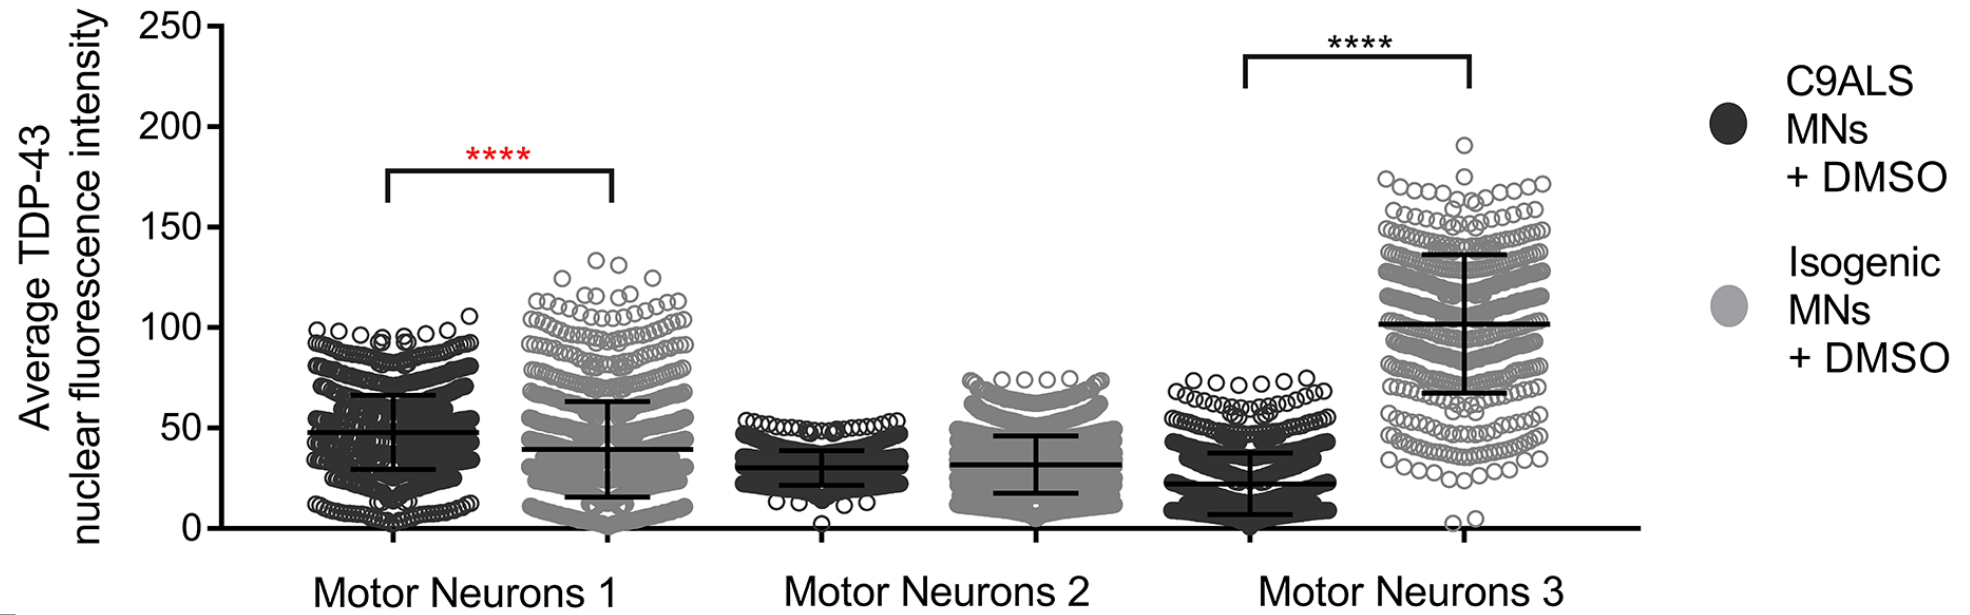 Average TDP-43
nuclear fluorescence intensity
250
200
150
100
50
0
****
****
Motor Neurons 1
Motor Neurons 2
Motor Neurons 3
C9ALS
MNs
+ DMSO
Isogenic
MNs
+ DMSO